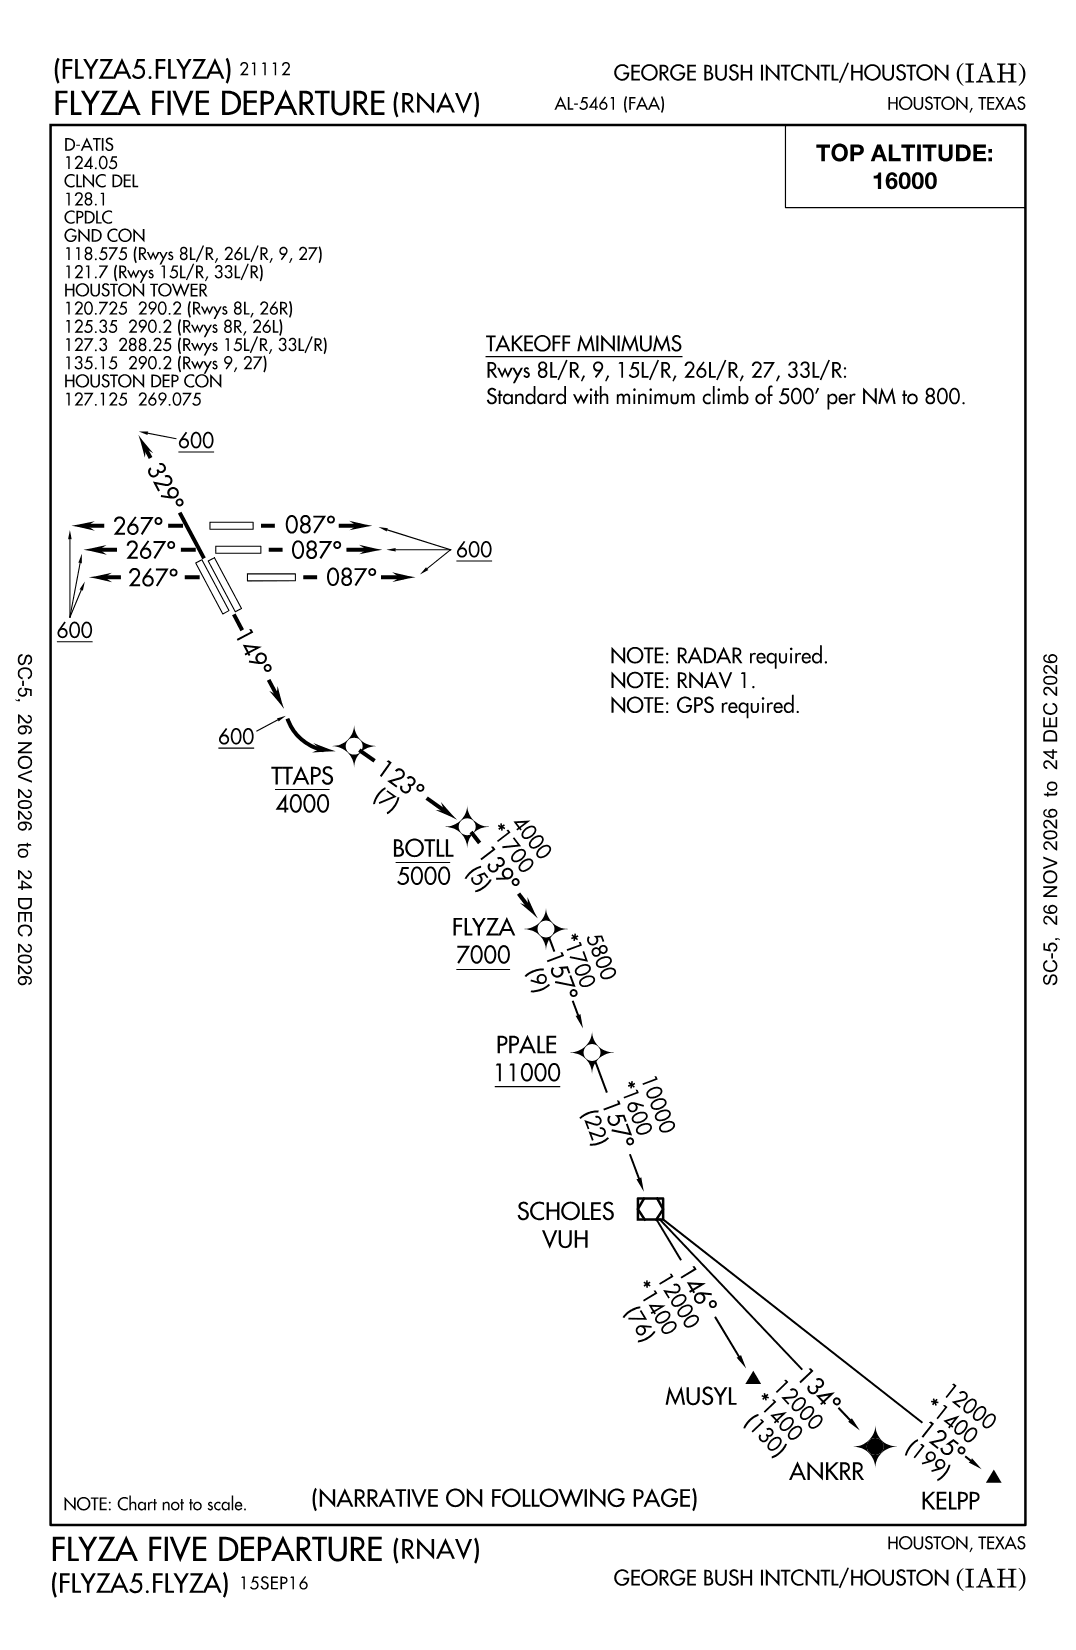 (FLYZA5.FLYZA) 21112
GEORGE BUSH INTCNTL/HOUSTON (IAH)
FLYZA FIVE DEPARTURE (RNAV)
AL-5461 (FAA)
HOUSTON, TEXAS
D-ATIS
124.05
CLNC DEL
128.1
CPDLC
GND CON
118.575 (Rwys 8L/R, 26L/R, 9, 27)
121.7 (Rwys 15L/R, 33L/R)
HOUSTON TOWER
120.725 290.2 (Rwys 8L, 26R)
125.35 290.2 (Rwys 8R, 26L)
127.3 288.25 (Rwys 15L/R, 33L/R)
135.15 290.2 (Rwys 9, 27)
HOUSTON DEP CON
127.125 269.075
TOP ALTITUDE:
16000
TAKEOFF MINIMUMS
Rwys 8L/R, 9, 15L/R, 26L/R, 27, 33L/R:
Standard with minimum climb of 500' per NM to 800.
600
329°
267°
087°
267°
087°
600
267°
087°
600
149°
600
NOTE: RADAR required.
NOTE: RNAV 1.
NOTE: GPS required.
TTAPS
4000
123°
(7)
BOTLL
5000
4000
*1700
139°
(5)
FLYZA
7000
5800
*1700
157°
(9)
PPALE
11000
10000
*1600
157°
(22)
SCHOLES
VUH
146°
12000
*1400
(76)
MUSYL
134°
12000
*1400
(130)
ANKRR
12000
*1400
125°
(199)
KELPP
NOTE: Chart not to scale.
(NARRATIVE ON FOLLOWING PAGE)
SC-5, 26 NOV 2026 to 24 DEC 2026
SC-5, 26 NOV 2026 to 24 DEC 2026
FLYZA FIVE DEPARTURE (RNAV)
HOUSTON, TEXAS
(FLYZA5.FLYZA) 15SEP16
GEORGE BUSH INTCNTL/HOUSTON (IAH)